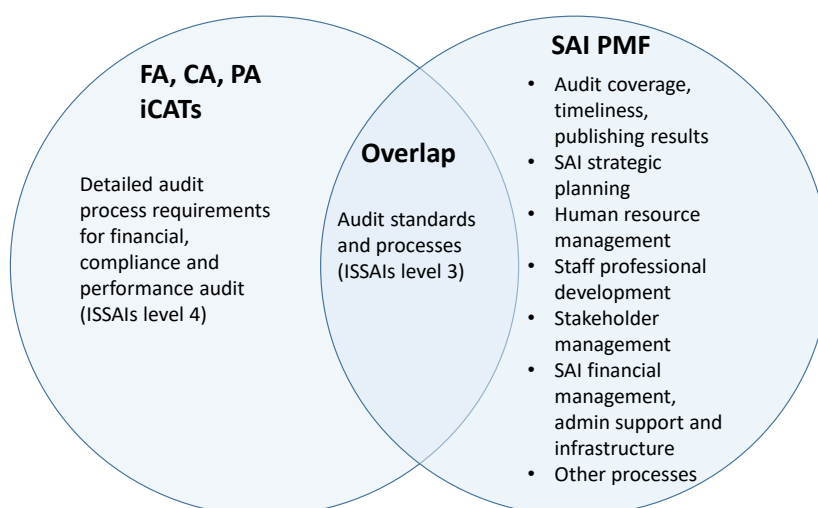 FA, CA, PA
iCATs
Detailed audit
process requirements
for financial,
compliance and
performance audit
(ISSAIs level 4)
Overlap
Audit standards
and processes
(ISSAIs level 3)
SAI PMF
• Audit coverage,
timeliness,
publishing results
• SAI strategic
planning
• Human resource
management
• Staff professional
development
• Stakeholder
management
• SAI financial
management,
admin support and
infrastructure
• Other processes